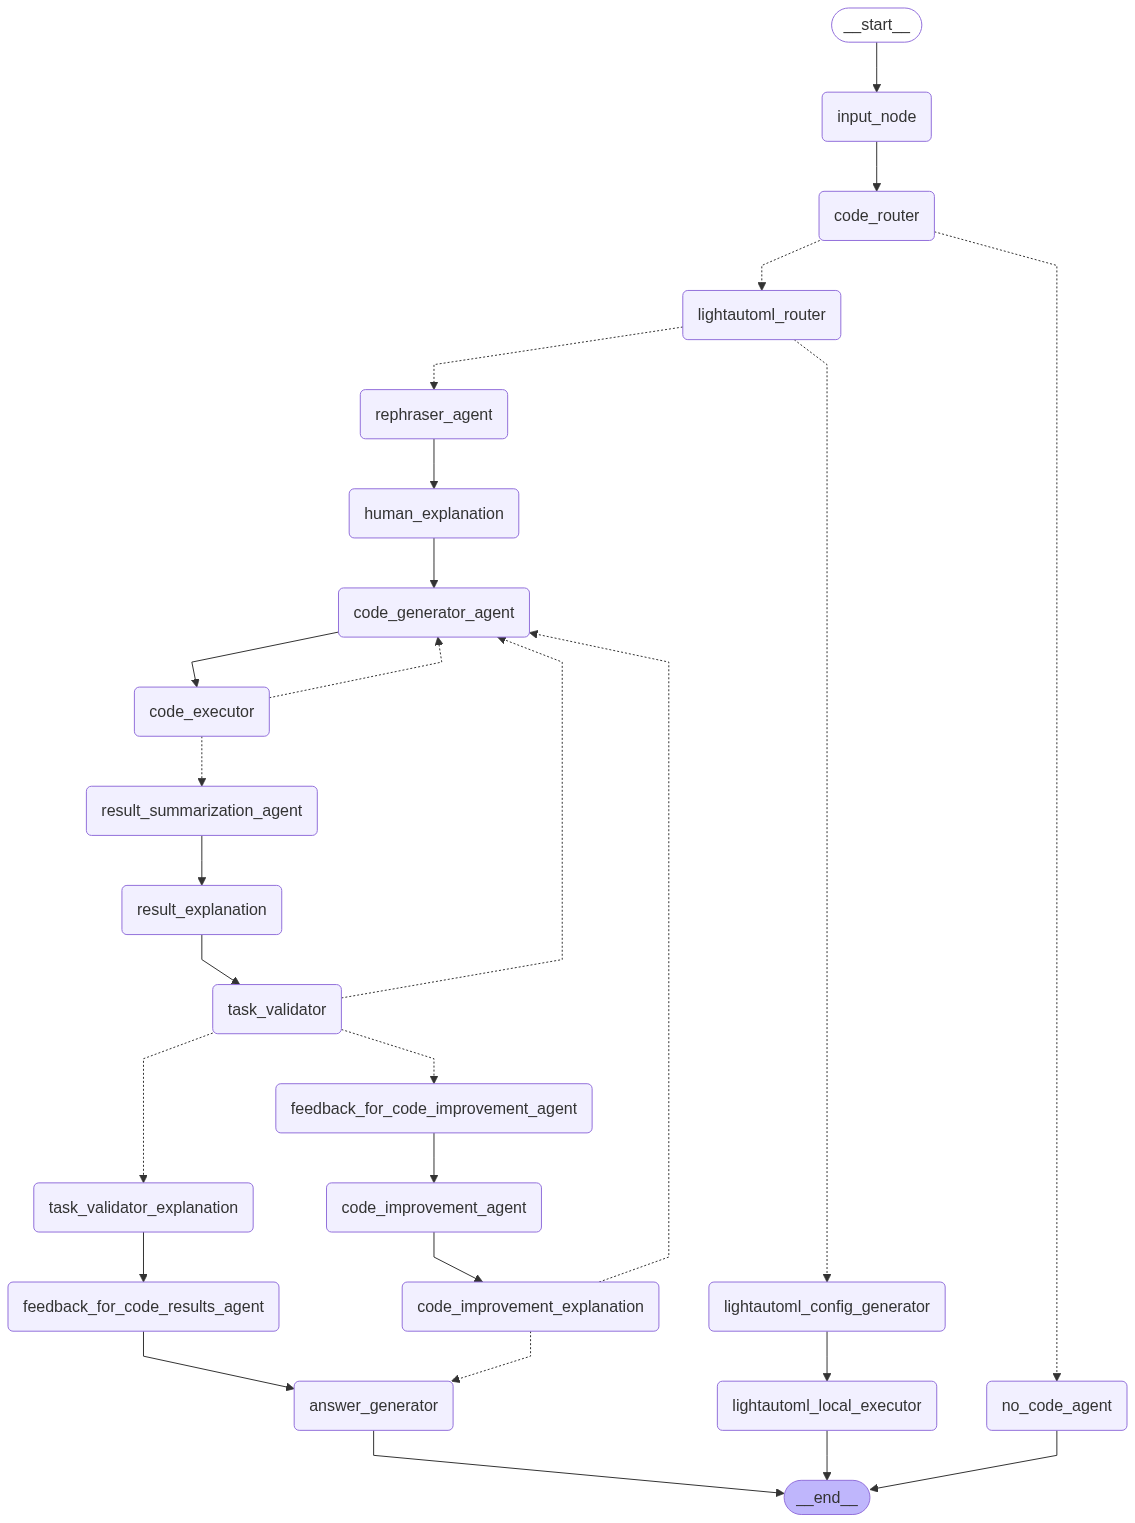 __start__
input_node
code_router
lightautoml_router
rephraser_agent
human_explanation
code_generator_agent
code_executor
result_summarization_agent
result_explanation
task_validator
feedback_for_code_improvement_agent
task_validator_explanation
code_improvement_agent
feedback_for_code_results_agent
code_improvement_explanation
lightautoml_config_generator
answer_generator
lightautoml_local_executor
no_code_agent
__end__